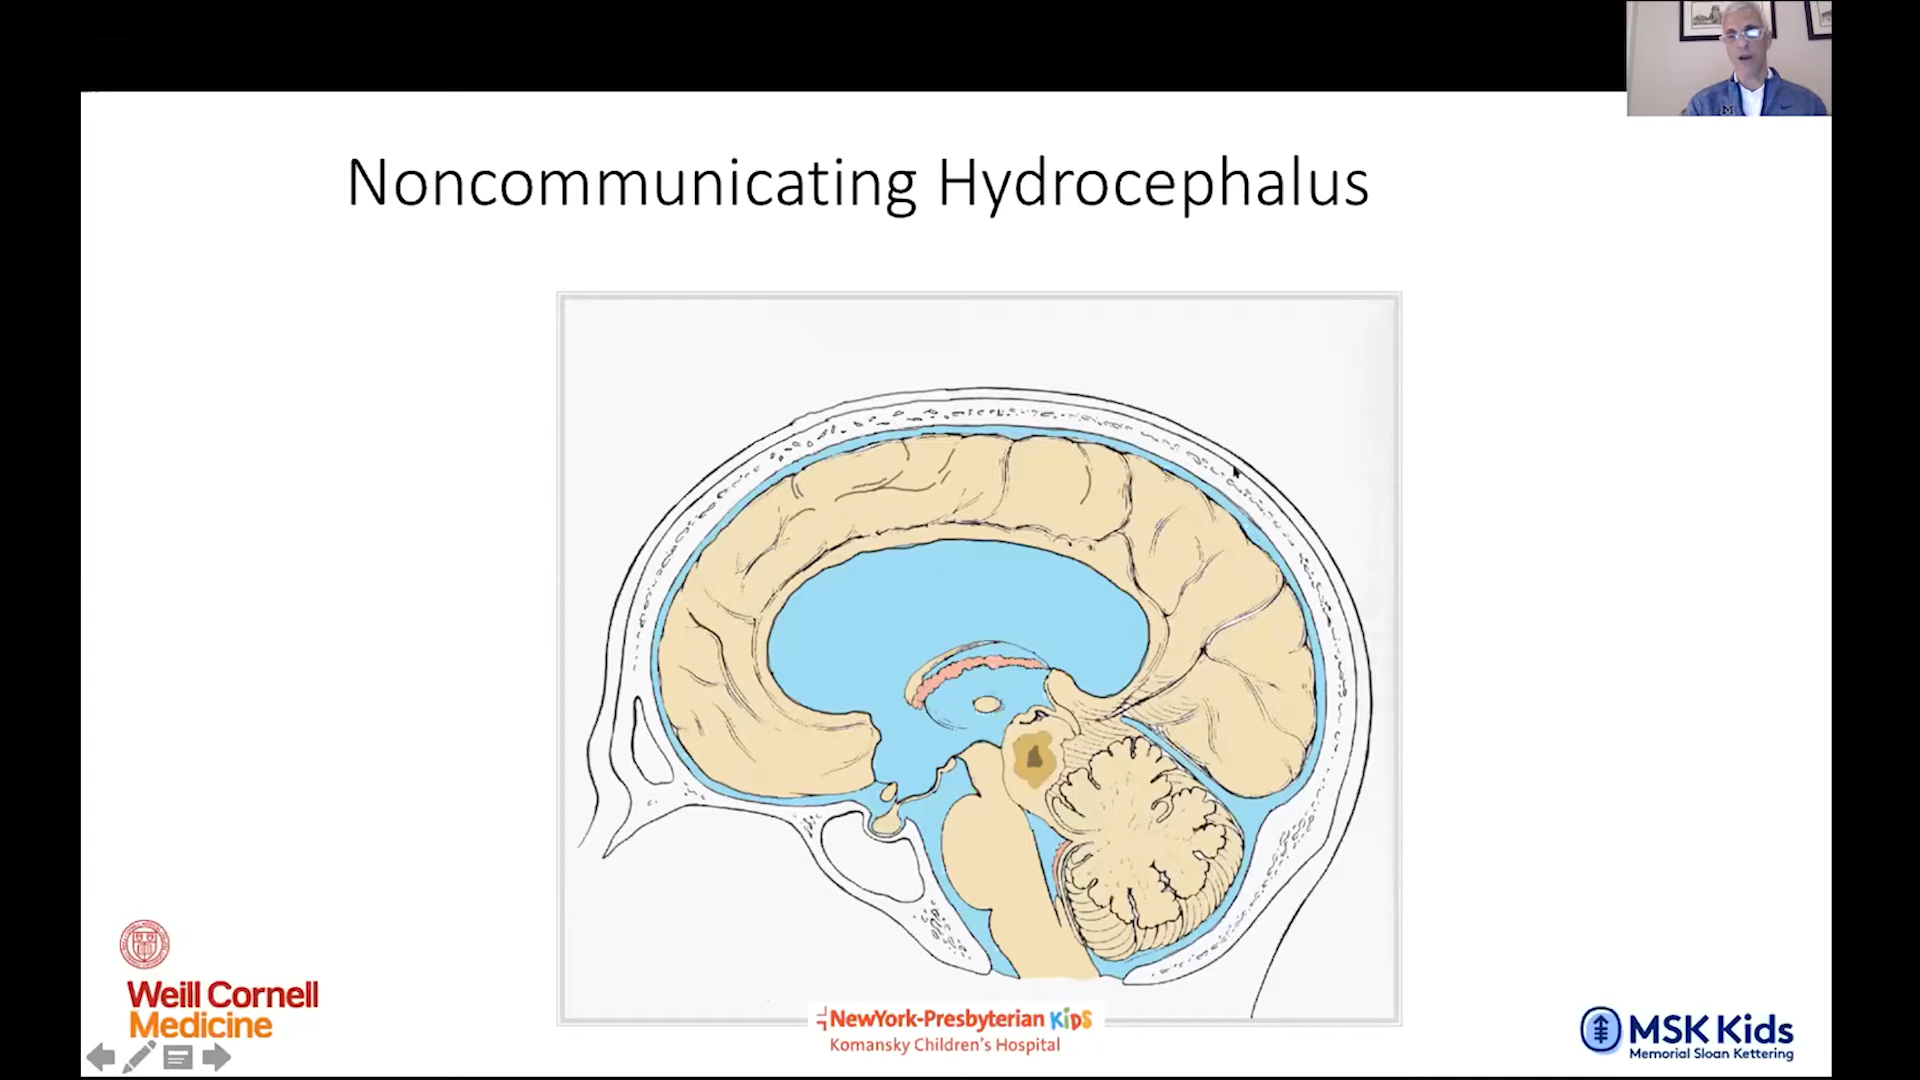 Noncommunicating Hydrocephalus
M
Weill Cornell
Medicine
NewYork-Presbyterian KiDS
Komansky Children's Hospital
MSK Kids
Memorial Sloan Kettering